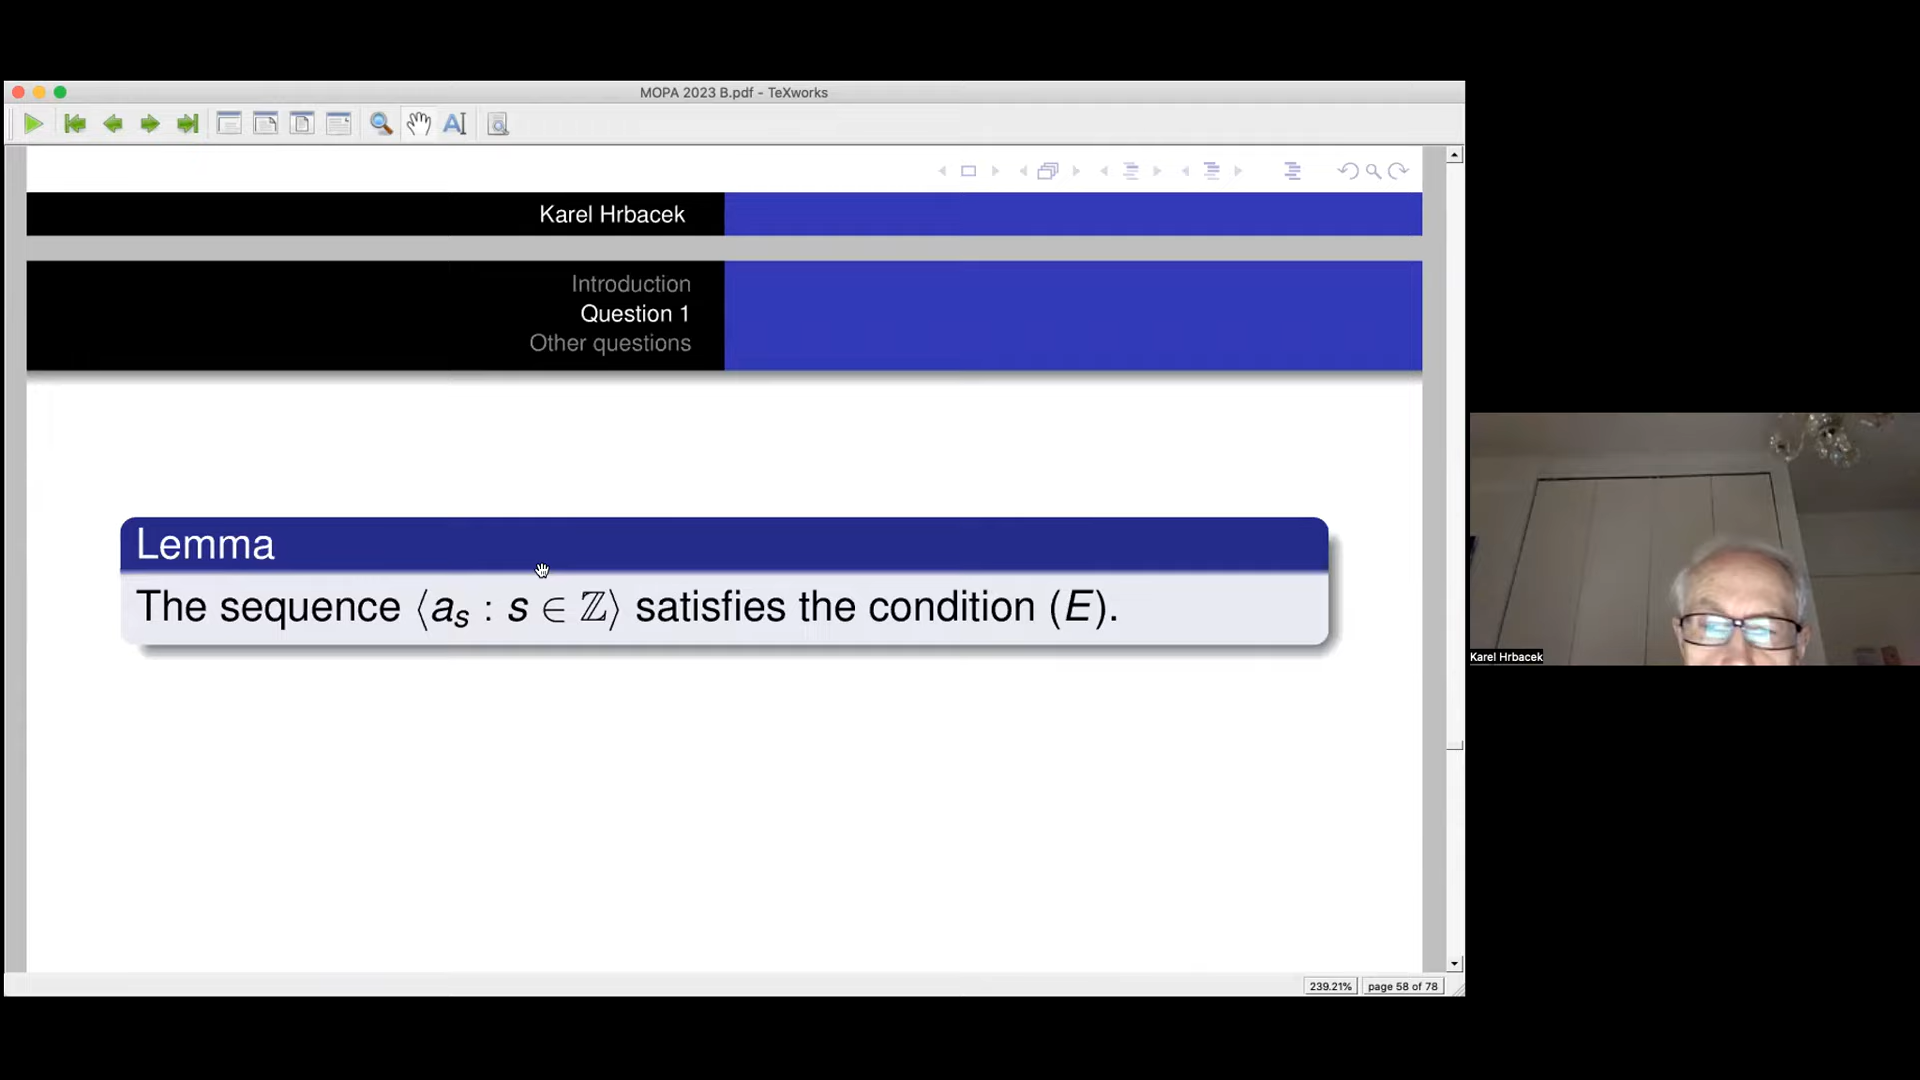 MOPA 2023 B.pdf - TeXworks
Karel Hrbacek
Introduction
Question 1
Other questions
Lemma
The sequence ⟨aₛ : s ∈ ℤ⟩ satisfies the condition (E).
Karel Hrbacek
239.21% page 58 of 78